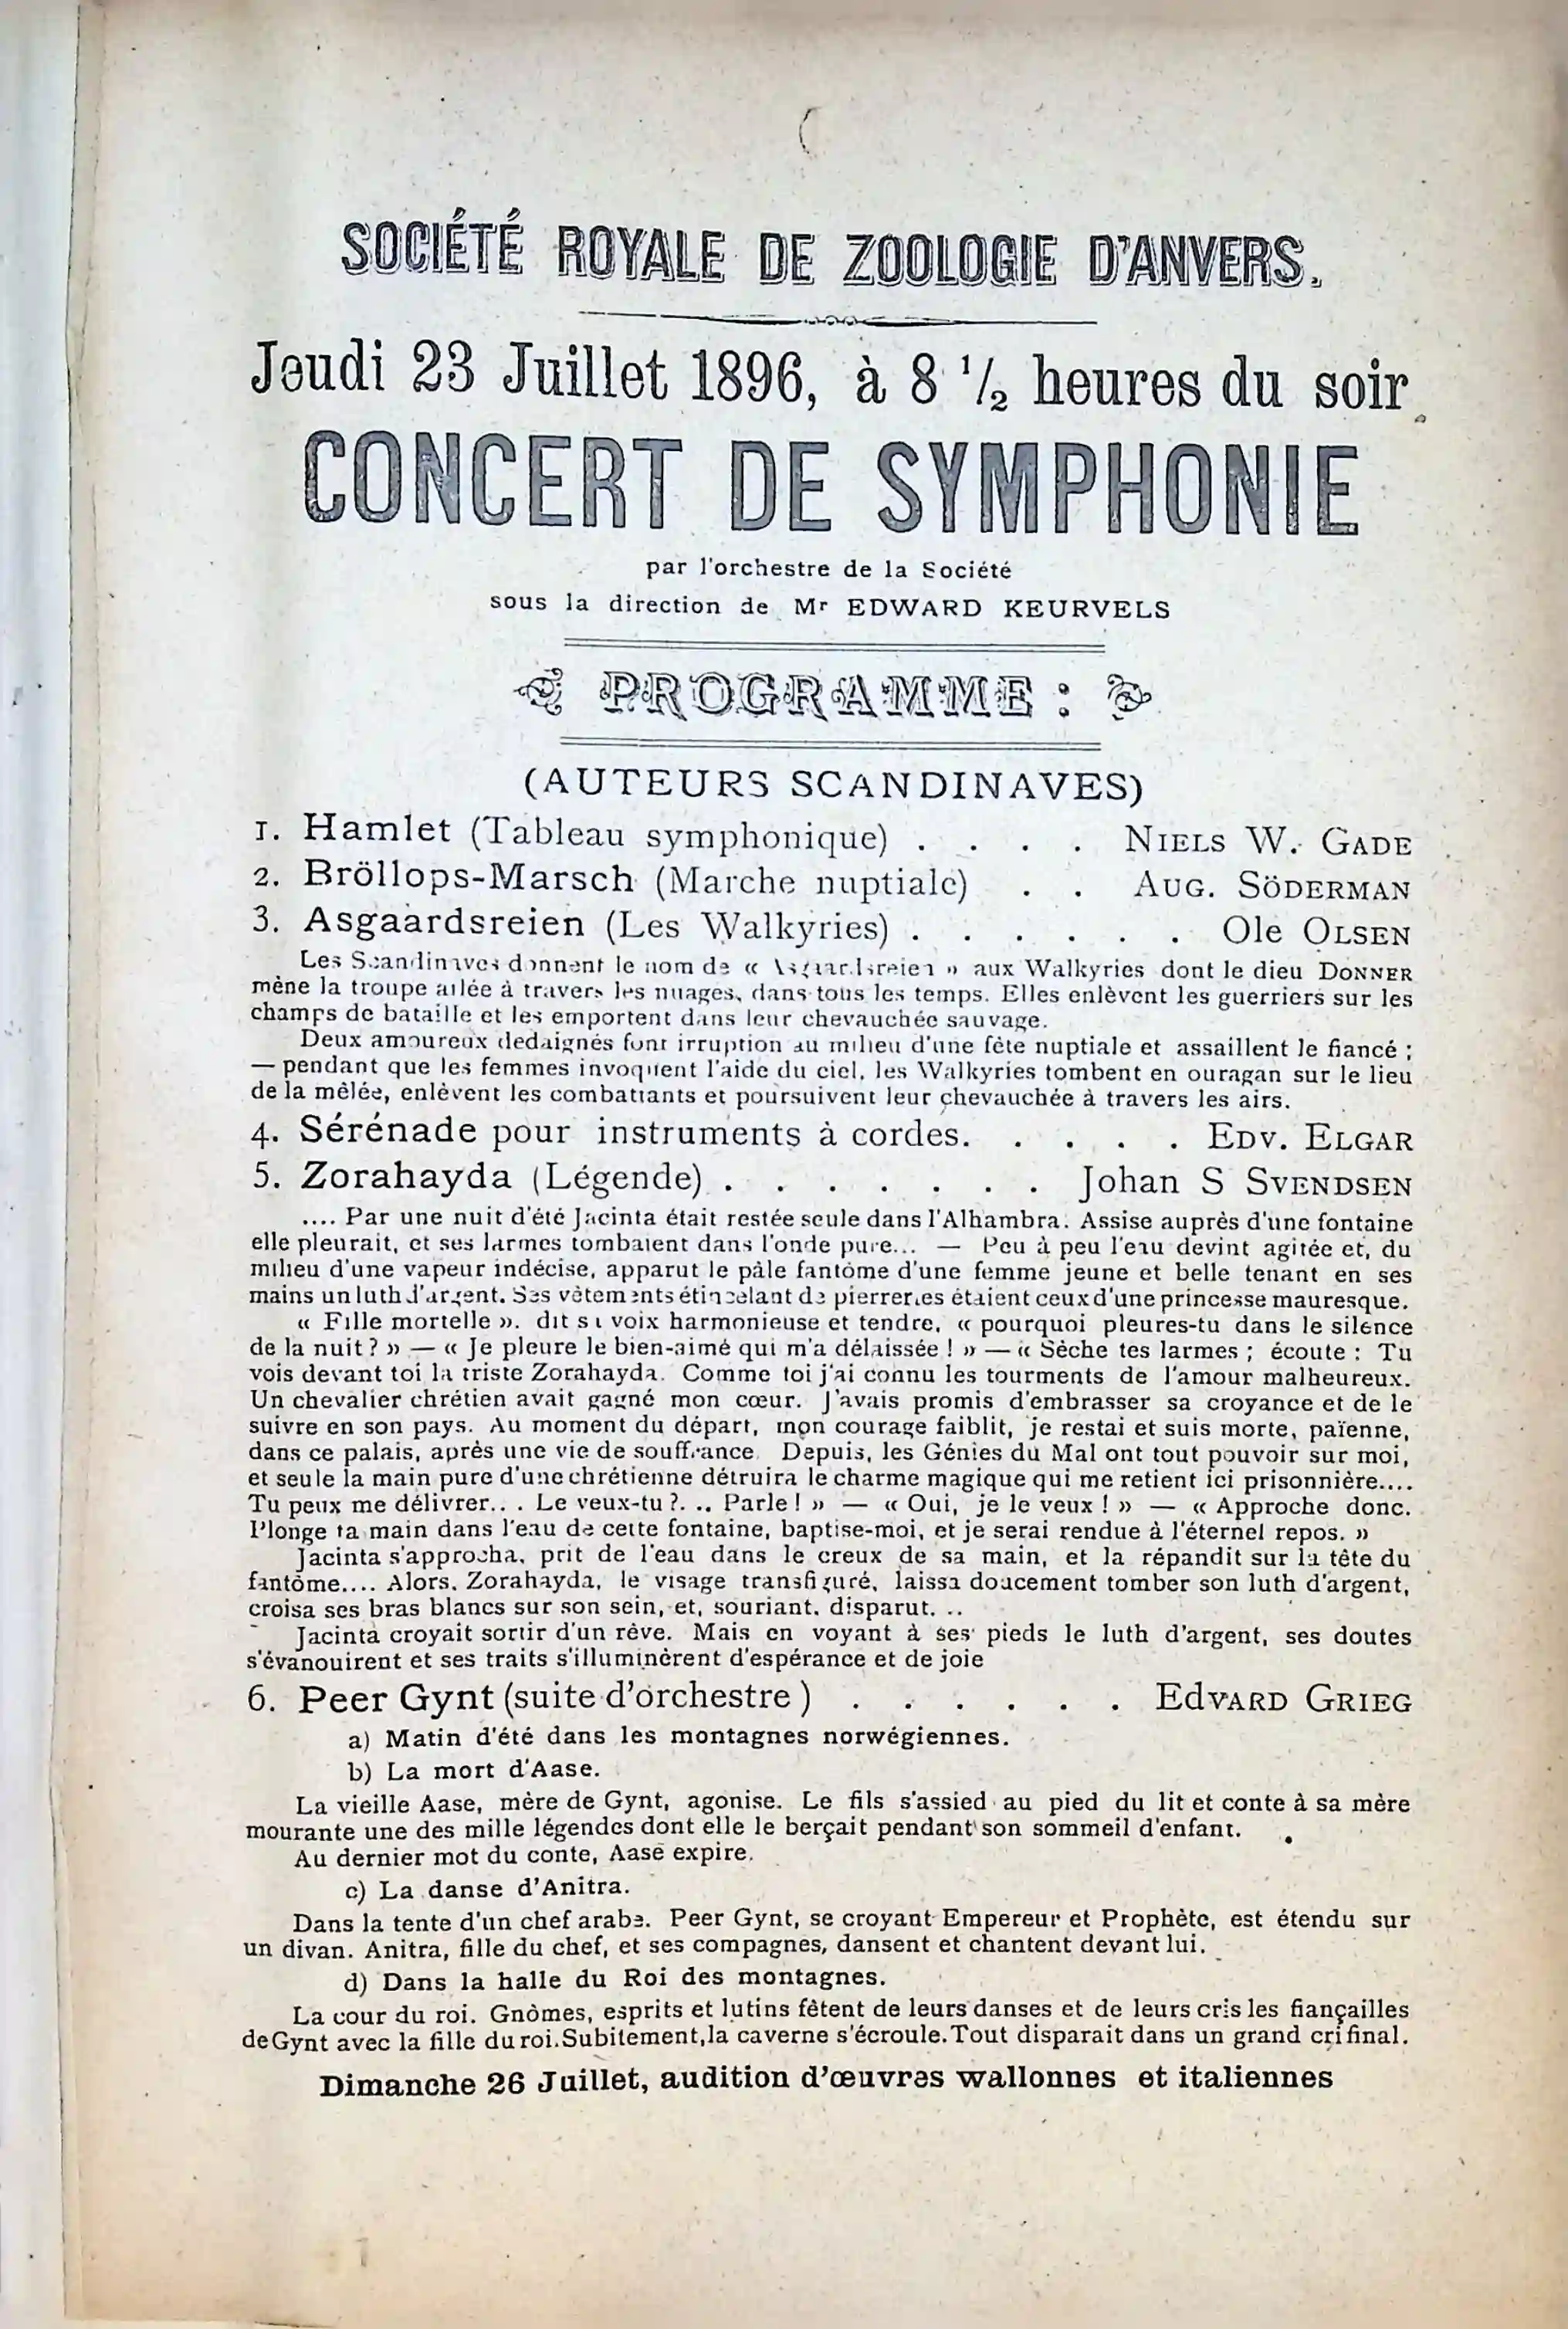 SOCIÉTÉ ROYALE DE ZOOLOGIE D'ANVERS.
Jeudi 23 Juillet 1896, à 8 1/2 heures du soir
CONCERT DE SYMPHONIE
par l'orchestre de la Société
sous la direction de Mr EDWARD KEURVELS
PROGRAMME :
(AUTEURS SCANDINAVES)
1. Hamlet (Tableau symphonique) . . . . NIELS W. GADE
2. Bröllops-Marsch (Marche nuptiale) . . AUG. SÖDERMAN
3. Asgaardsreien (Les Walkyries) . . . . . . Ole OLSEN
Les Scandinaves donnent le nom de « Asgaardsreien » aux Walkyries dont le dieu DONNER
mène la troupe ailée à travers les nuages, dans tous les temps. Elles enlèvent les guerriers sur les
champs de bataille et les emportent dans leur chevauchée sauvage.
Deux amoureux dedaignés font irruption au milieu d'une fête nuptiale et assaillent le fiancé ;
— pendant que les femmes invoquent l'aide du ciel, les Walkyries tombent en ouragan sur le lieu
de la mêlée, enlèvent les combattants et poursuivent leur chevauchée à travers les airs.
4. Sérénade pour instruments à cordes. . . . . . EDV. ELGAR
5. Zorahayda (Légende) . . . . . . . Johan S SVENDSEN
.... Par une nuit d'été Jacinta était restée seule dans l'Alhambra. Assise auprès d'une fontaine
elle pleurait, et ses larmes tombaient dans l'onde pure... — Peu à peu l'eau devint agitée et, du
milieu d'une vapeur indécise, apparut le pâle fantôme d'une femme jeune et belle tenant en ses
mains un luth d'argent. Ses vêtements étincelant de pierreries étaient ceux d'une princesse mauresque.
« Fille mortelle ». dit sa voix harmonieuse et tendre, « pourquoi pleures-tu dans le silence
de la nuit ? » — « Je pleure le bien-aimé qui m'a délaissée ! » — « Sèche tes larmes ; écoute : Tu
vois devant toi la triste Zorahayda. Comme toi j'ai connu les tourments de l'amour malheureux.
Un chevalier chrétien avait gagné mon cœur. J'avais promis d'embrasser sa croyance et de le
suivre en son pays. Au moment du départ, mon courage faiblit, je restai et suis morte, païenne,
dans ce palais, après une vie de souffrance. Depuis, les Génies du Mal ont tout pouvoir sur moi,
et seule la main pure d'une chrétienne détruira le charme magique qui me retient ici prisonnière....
Tu peux me délivrer.. . Le veux-tu ?. .. Parle ! » — « Oui, je le veux ! » — « Approche donc.
Plonge ta main dans l'eau de cette fontaine, baptise-moi, et je serai rendue à l'éternel repos. »
Jacinta s'approcha, prit de l'eau dans le creux de sa main, et la répandit sur la tête du
fantôme.... Alors. Zorahayda, le visage transfiguré, laissa doucement tomber son luth d'argent,
croisa ses bras blancs sur son sein, et, souriant. disparut. ..
Jacinta croyait sortir d'un rêve. Mais en voyant à ses pieds le luth d'argent, ses doutes
s'évanouirent et ses traits s'illuminèrent d'espérance et de joie
6. Peer Gynt (suite d'orchestre ) . . . . . . EdVARD GRIEG
a) Matin d'été dans les montagnes norwégiennes.
b) La mort d'Aase.
La vieille Aase, mère de Gynt, agonise. Le fils s'assied au pied du lit et conte à sa mère
mourante une des mille légendes dont elle le berçait pendant son sommeil d'enfant.
Au dernier mot du conte, Aase expire.
c) La danse d'Anitra.
Dans la tente d'un chef arabe. Peer Gynt, se croyant Empereur et Prophète, est étendu sur
un divan. Anitra, fille du chef, et ses compagnes, dansent et chantent devant lui.
d) Dans la halle du Roi des montagnes.
La cour du roi. Gnômes, esprits et lutins fêtent de leurs danses et de leurs cris les fiançailles
de Gynt avec la fille du roi. Subitement, la caverne s'écroule. Tout disparait dans un grand cri final.
Dimanche 26 Juillet, audition d'œuvres wallonnes et italiennes